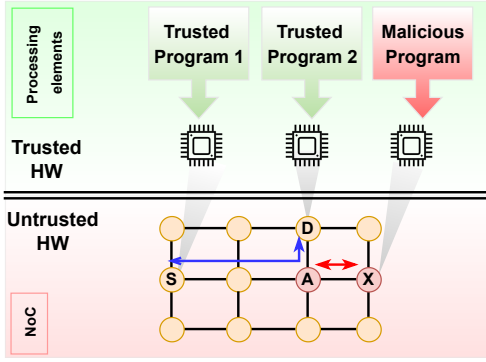 Processing
elements
Trusted
Program 1
Trusted
Program 2
Malicious
Program
Trusted
HW
Untrusted
HW
NoC
D
S
A
X